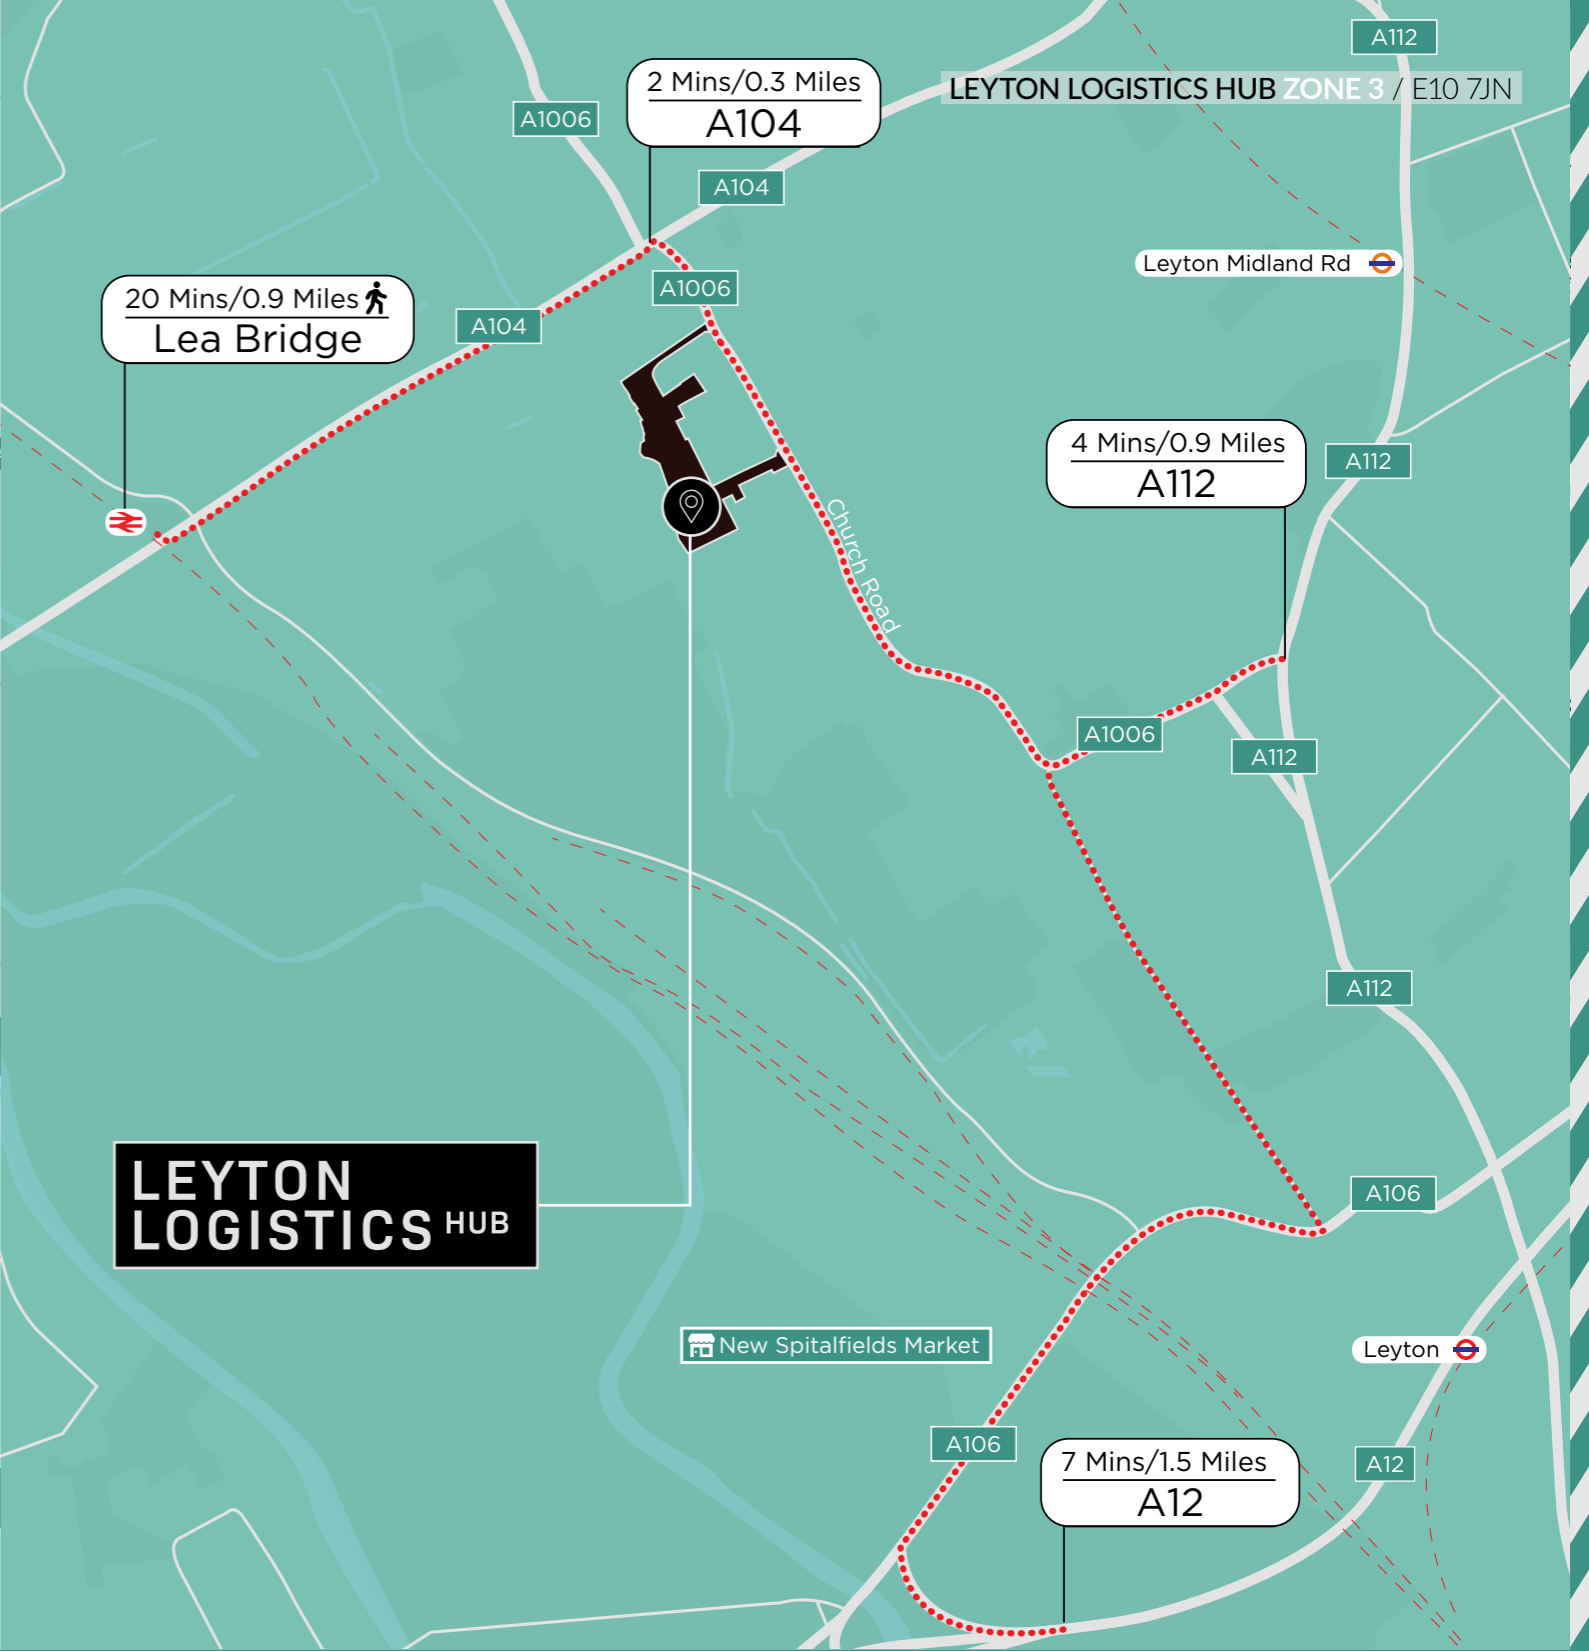 A112
LEYTON LOGISTICS HUB ZONE 3 / E10 7JN
2 Mins/0.3 Miles
A104
A1006
A104
Leyton Midland Rd
20 Mins/0.9 Miles
Lea Bridge
A1006
A104
4 Mins/0.9 Miles
A112
A112
Church Road
A1006
A112
A112
LEYTON
LOGISTICS HUB
A106
New Spitalfields Market
Leyton
A106
7 Mins/1.5 Miles
A12
A12